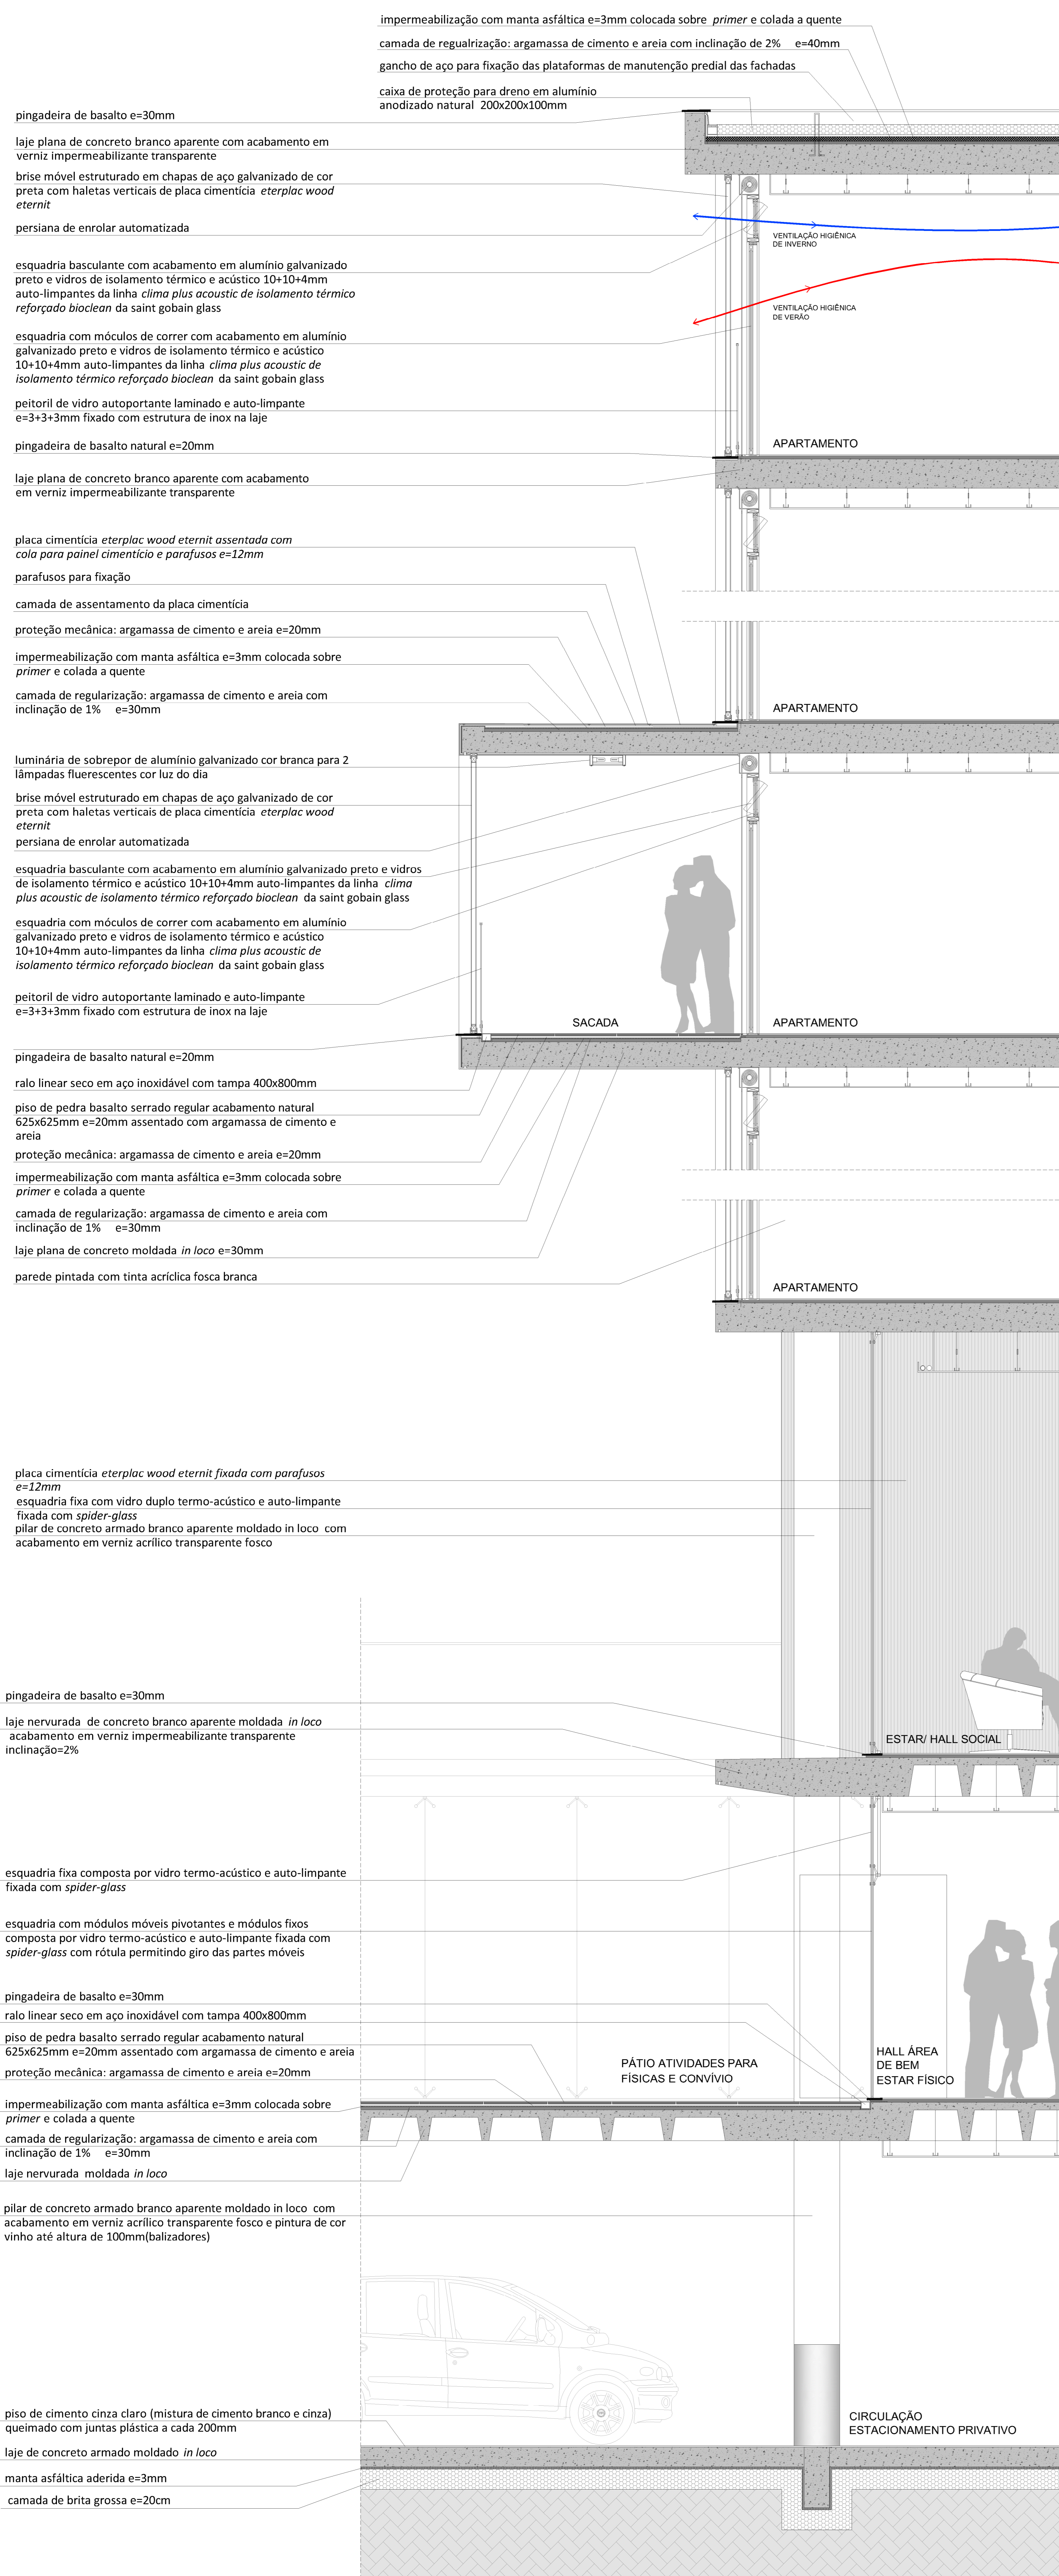 impermeabilização com manta asfáltica e=3mm colocada sobre primer e colada a quente
camada de regualrização: argamassa de cimento e areia com inclinação de 2% e=40mm
gancho de aço para fixação das plataformas de manutenção predial das fachadas
caixa de proteção para dreno em alumínio
anodizado natural 200x200x100mm
pingadeira de basalto e=30mm
laje plana de concreto branco aparente com acabamento em
verniz impermeabilizante transparente
brise móvel estruturado em chapas de aço galvanizado de cor
preta com haletas verticais de placa cimentícia eterplac wood
eternit
persiana de enrolar automatizada
VENTILAÇÃO HIGIÊNICA
DE INVERNO
esquadria basculante com acabamento em alumínio galvanizado
preto e vidros de isolamento térmico e acústico 10+10+4mm
auto-limpantes da linha clima plus acoustic de isolamento térmico
reforçado bioclean da saint gobain glass
VENTILAÇÃO HIGIÊNICA
DE VERÃO
esquadria com móculos de correr com acabamento em alumínio
galvanizado preto e vidros de isolamento térmico e acústico
10+10+4mm auto-limpantes da linha clima plus acoustic de
isolamento térmico reforçado bioclean da saint gobain glass
peitoril de vidro autoportante laminado e auto-limpante
e=3+3+3mm fixado com estrutura de inox na laje
pingadeira de basalto natural e=20mm
APARTAMENTO
laje plana de concreto branco aparente com acabamento
em verniz impermeabilizante transparente
placa cimentícia eterplac wood eternit assentada com
cola para painel cimentício e parafusos e=12mm
parafusos para fixação
camada de assentamento da placa cimentícia
proteção mecânica: argamassa de cimento e areia e=20mm
impermeabilização com manta asfáltica e=3mm colocada sobre
primer e colada a quente
camada de regularização: argamassa de cimento e areia com
inclinação de 1% e=30mm
APARTAMENTO
luminária de sobrepor de alumínio galvanizado cor branca para 2
lâmpadas fluerescentes cor luz do dia
brise móvel estruturado em chapas de aço galvanizado de cor
preta com haletas verticais de placa cimentícia eterplac wood
eternit
persiana de enrolar automatizada
esquadria basculante com acabamento em alumínio galvanizado preto e vidros
de isolamento térmico e acústico 10+10+4mm auto-limpantes da linha clima
plus acoustic de isolamento térmico reforçado bioclean da saint gobain glass
esquadria com móculos de correr com acabamento em alumínio
galvanizado preto e vidros de isolamento térmico e acústico
10+10+4mm auto-limpantes da linha clima plus acoustic de
isolamento térmico reforçado bioclean da saint gobain glass
peitoril de vidro autoportante laminado e auto-limpante
e=3+3+3mm fixado com estrutura de inox na laje
SACADA
APARTAMENTO
pingadeira de basalto natural e=20mm
ralo linear seco em aço inoxidável com tampa 400x800mm
piso de pedra basalto serrado regular acabamento natural
625x625mm e=20mm assentado com argamassa de cimento e
areia
proteção mecânica: argamassa de cimento e areia e=20mm
impermeabilização com manta asfáltica e=3mm colocada sobre
primer e colada a quente
camada de regularização: argamassa de cimento e areia com
inclinação de 1% e=30mm
laje plana de concreto moldada in loco e=30mm
parede pintada com tinta acríclica fosca branca
APARTAMENTO
placa cimentícia eterplac wood eternit fixada com parafusos
e=12mm
esquadria fixa com vidro duplo termo-acústico e auto-limpante
fixada com spider-glass
pilar de concreto armado branco aparente moldado in loco com
acabamento em verniz acrílico transparente fosco
pingadeira de basalto e=30mm
laje nervurada de concreto branco aparente moldada in loco
acabamento em verniz impermeabilizante transparente
inclinação=2%
ESTAR/ HALL SOCIAL
esquadria fixa composta por vidro termo-acústico e auto-limpante
fixada com spider-glass
esquadria com módulos móveis pivotantes e módulos fixos
composta por vidro termo-acústico e auto-limpante fixada com
spider-glass com rótula permitindo giro das partes móveis
pingadeira de basalto e=30mm
ralo linear seco em aço inoxidável com tampa 400x800mm
piso de pedra basalto serrado regular acabamento natural
625x625mm e=20mm assentado com argamassa de cimento e areia
PÁTIO ATIVIDADES PARA
FÍSICAS E CONVÍVIO
HALL ÁREA
DE BEM
ESTAR FÍSICO
proteção mecânica: argamassa de cimento e areia e=20mm
impermeabilização com manta asfáltica e=3mm colocada sobre
primer e colada a quente
camada de regularização: argamassa de cimento e areia com
inclinação de 1% e=30mm
laje nervurada moldada in loco
pilar de concreto armado branco aparente moldado in loco com
acabamento em verniz acrílico transparente fosco e pintura de cor
vinho até altura de 100mm(balizadores)
piso de cimento cinza claro (mistura de cimento branco e cinza)
queimado com juntas plástica a cada 200mm
CIRCULAÇÃO
ESTACIONAMENTO PRIVATIVO
laje de concreto armado moldado in loco
manta asfáltica aderida e=3mm
camada de brita grossa e=20cm